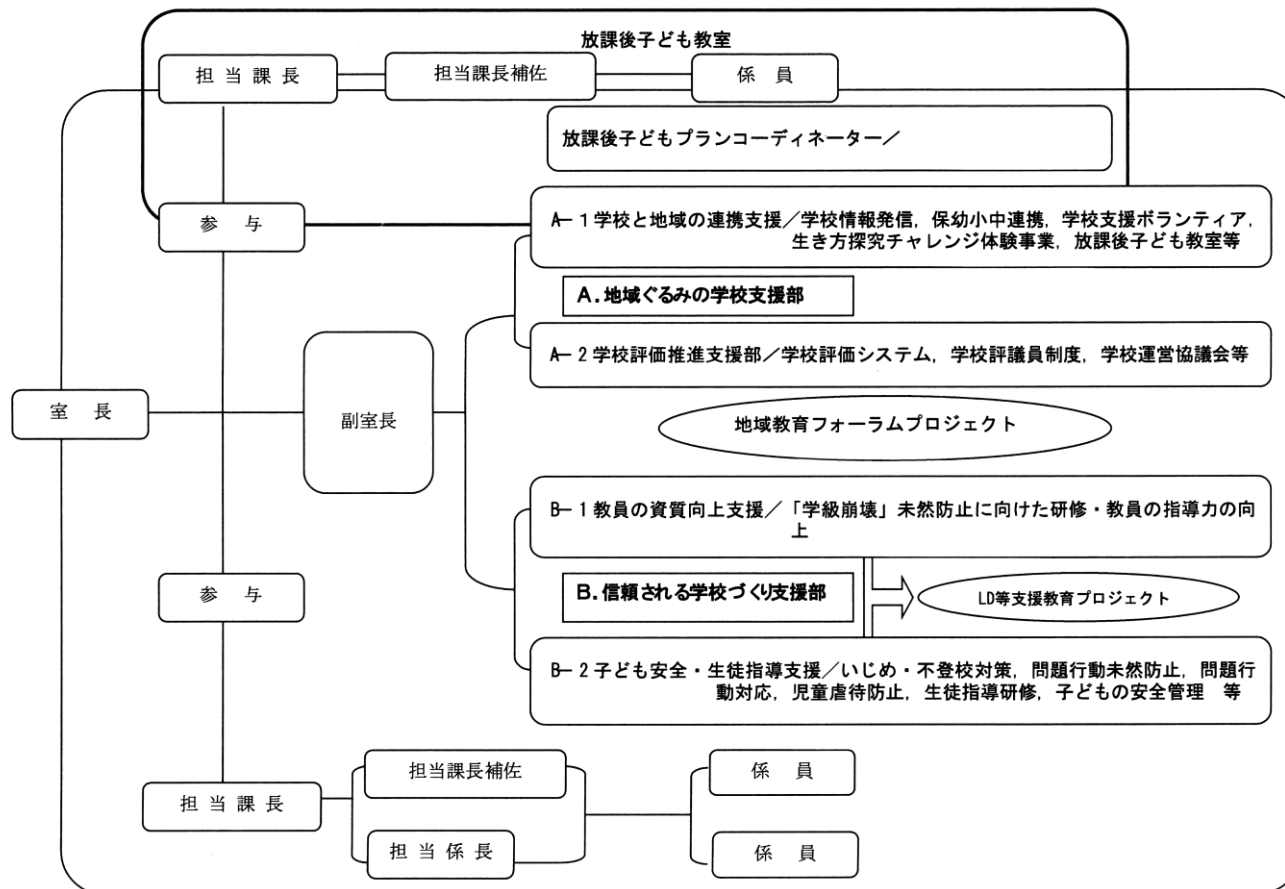 放課後子ども教室
担当課長
担当課長補佐
係員
放課後子どもプランコーディネーター／
参与
A－1学校と地域の連携支援／学校情報発信，保幼小中連携，学校支援ボランティア，
生き方探究チャレンジ体験事業，放課後子ども教室等
A．地域ぐるみの学校支援部
A－2学校評価推進支援部／学校評価システム，学校評議員制度，学校運営協議会等
室長
副室長
地域教育フォーラムプロジェクト
B－1教員の資質向上支援／「学級崩壊」未然防止に向けた研修・教員の指導力の向
上
参与
B．信頼される学校づくり支援部
LD等支援教育プロジェクト
B－2子ども安全・生徒指導支援／いじめ・不登校対策，問題行動未然防止，問題行
動対応，児童虐待防止，生徒指導研修，子どもの安全管理　等
担当課長補佐
係員
担当課長
担当係長
係員